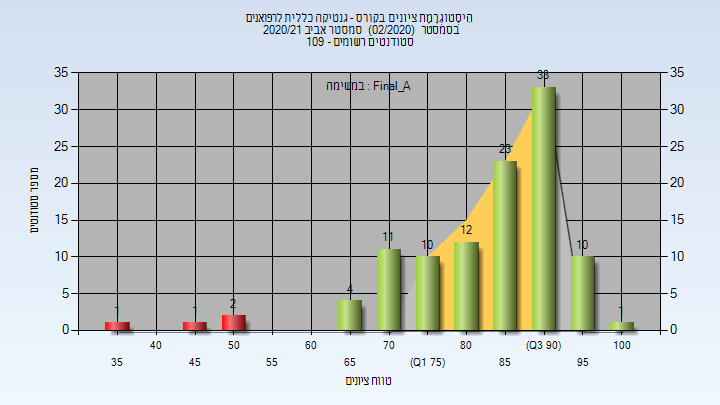 היסטוגרמת ציונים בקורס - גנטיקה כללית לרפואנים
בסמסטר (02/2020) סמסטר אביב 2020/21
סטודנטים רשומים - 109
במשימה : Final_A
מספר סטודנטים
35 30 25 20 15 10 5 0
35 30 25 20 15 10 5 0
1 1 2 4 11 10 12 23 33 10 1
40 50 60 70 80 (Q3 90) 100
35 45 55 65 (Q1 75) 85 95
טווח ציונים